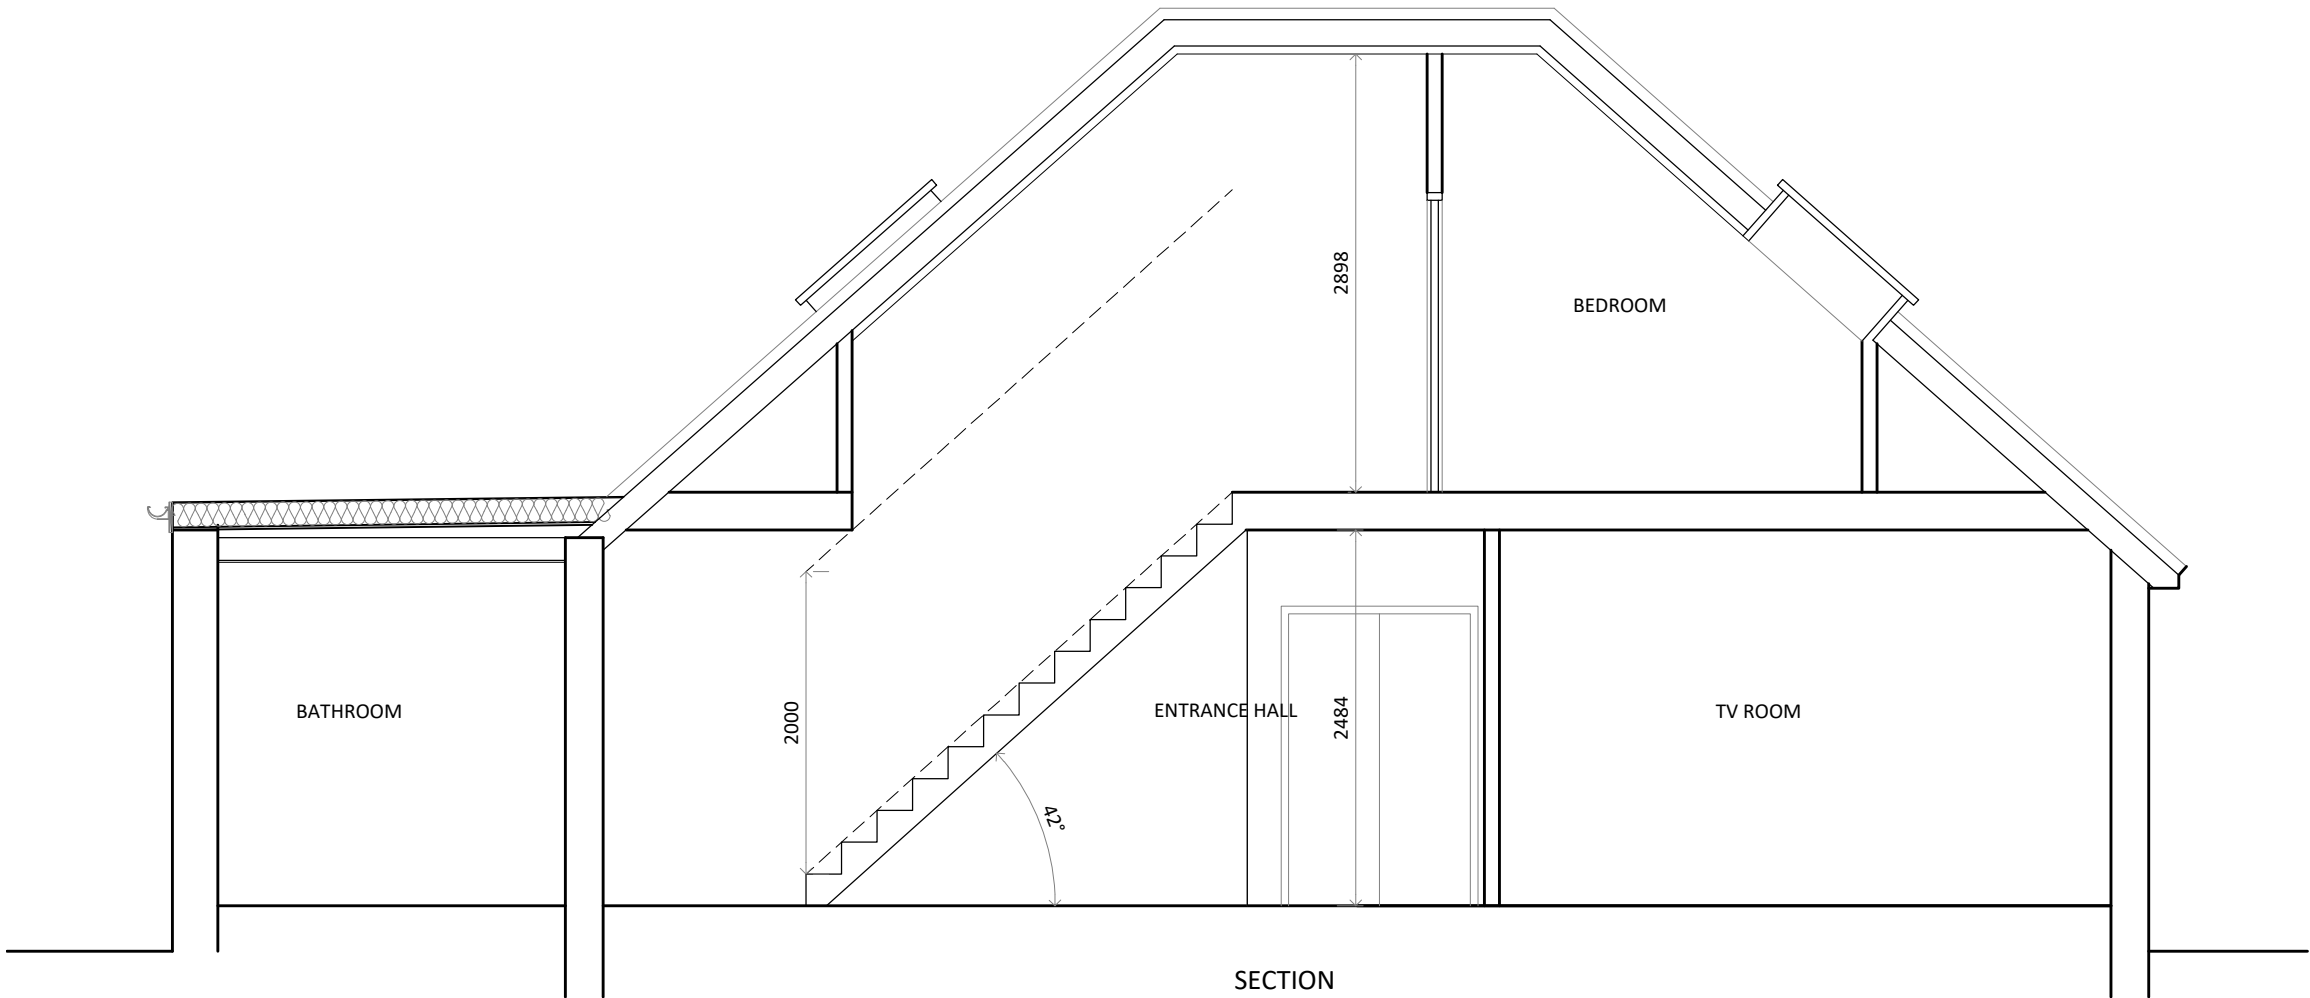 2898
BEDROOM
BATHROOM
2000
ENTRANCE HALL
2484
TV ROOM
42°
SECTION